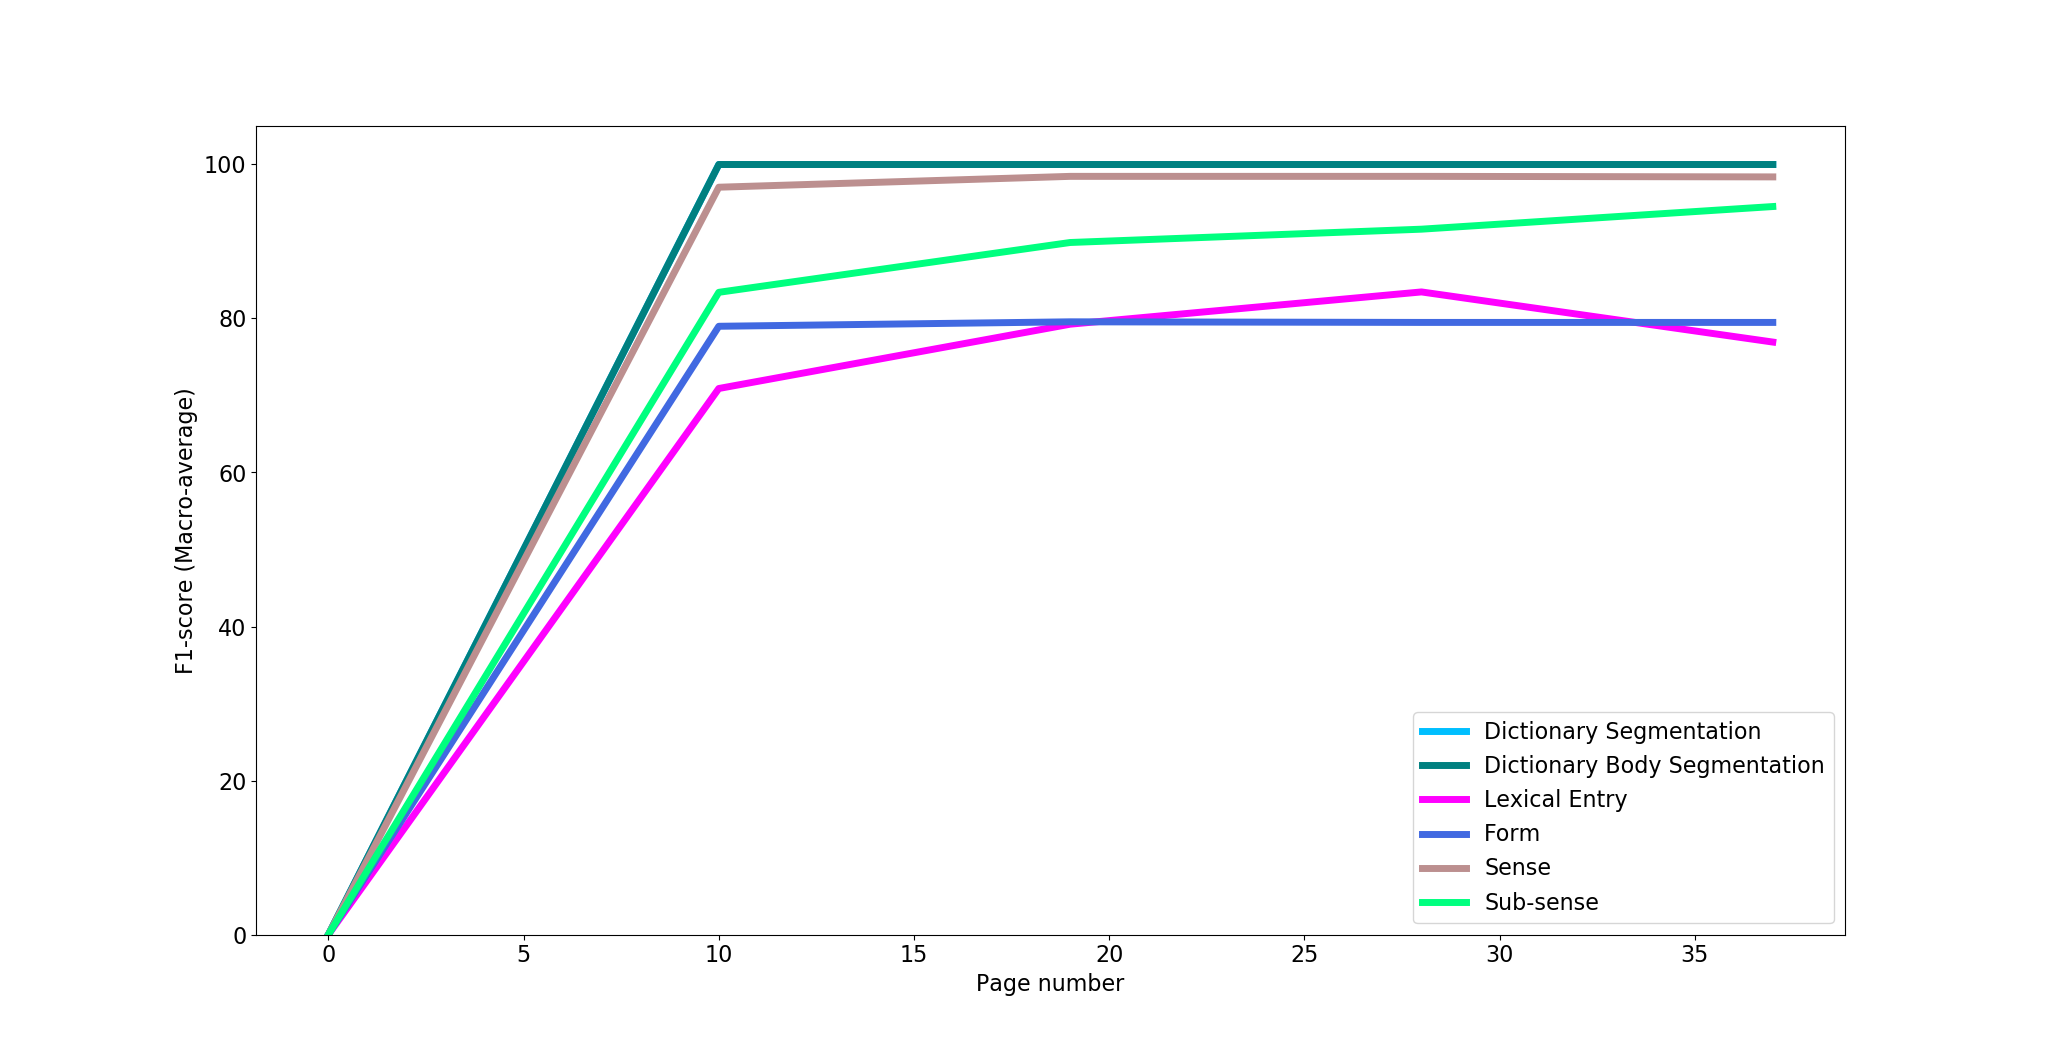 100
80
60
40
20
0
F1-score (Macro-average)
0 5 10 15 20 25 30 35
Page number
Dictionary Segmentation
Dictionary Body Segmentation
Lexical Entry
Form
Sense
Sub-sense